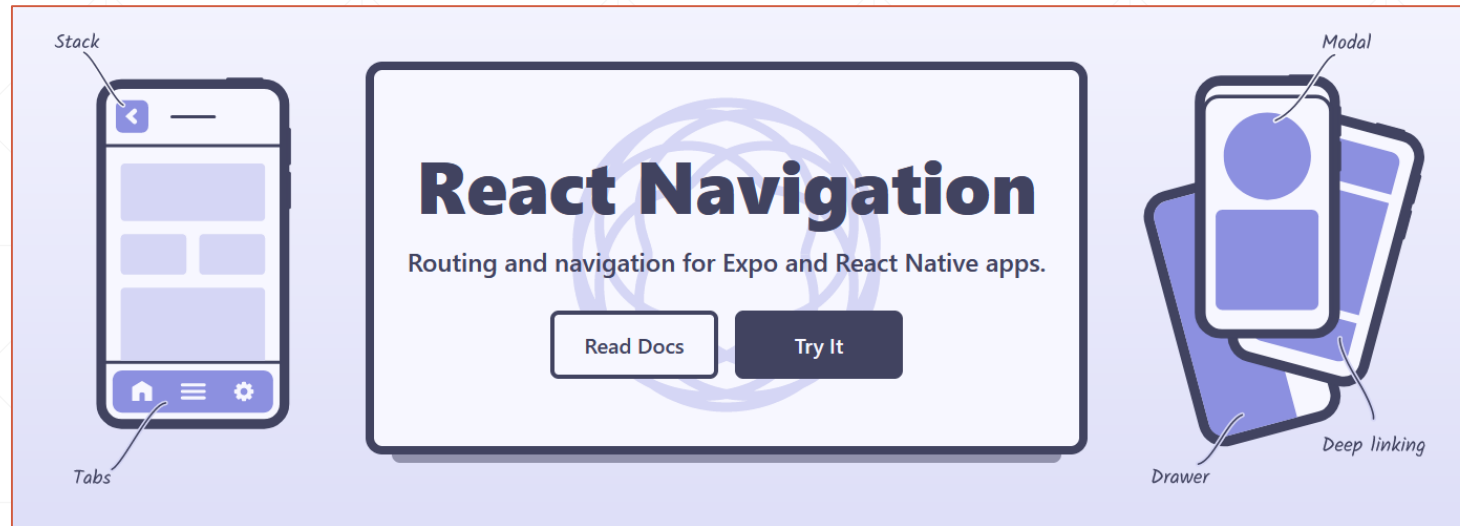 Stack
Modal
React Navigation
Routing and navigation for Expo and React Native apps.
Read Docs
Try It
Tabs
Deep linking
Drawer